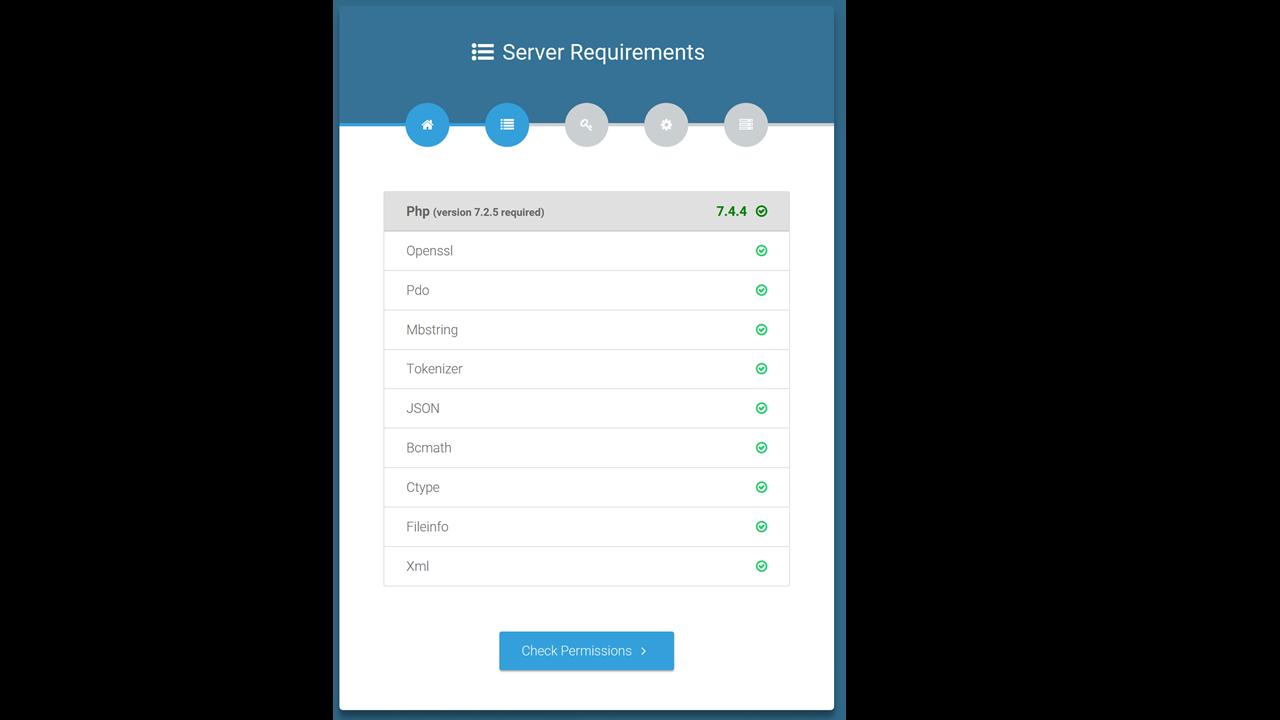 Server Requirements
Php (version 7.2.5 required) 7.4.4
Openssl
Pdo
Mbstring
Tokenizer
JSON
Bcmath
Ctype
Fileinfo
Xml
Check Permissions